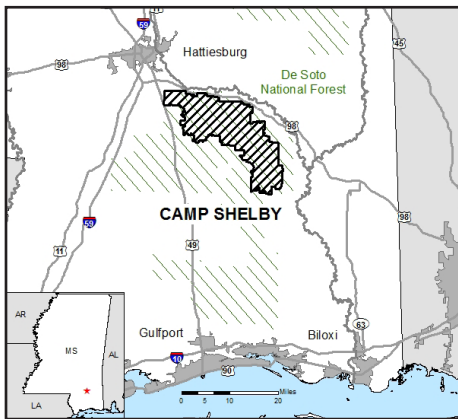 11
59
45
Hattiesburg
98
De Soto
National Forest
98
CAMP SHELBY
98
59
11
49
AR
MS
AL
LA
Gulfport
Biloxi
63
10
90
0 5 10 20
Miles